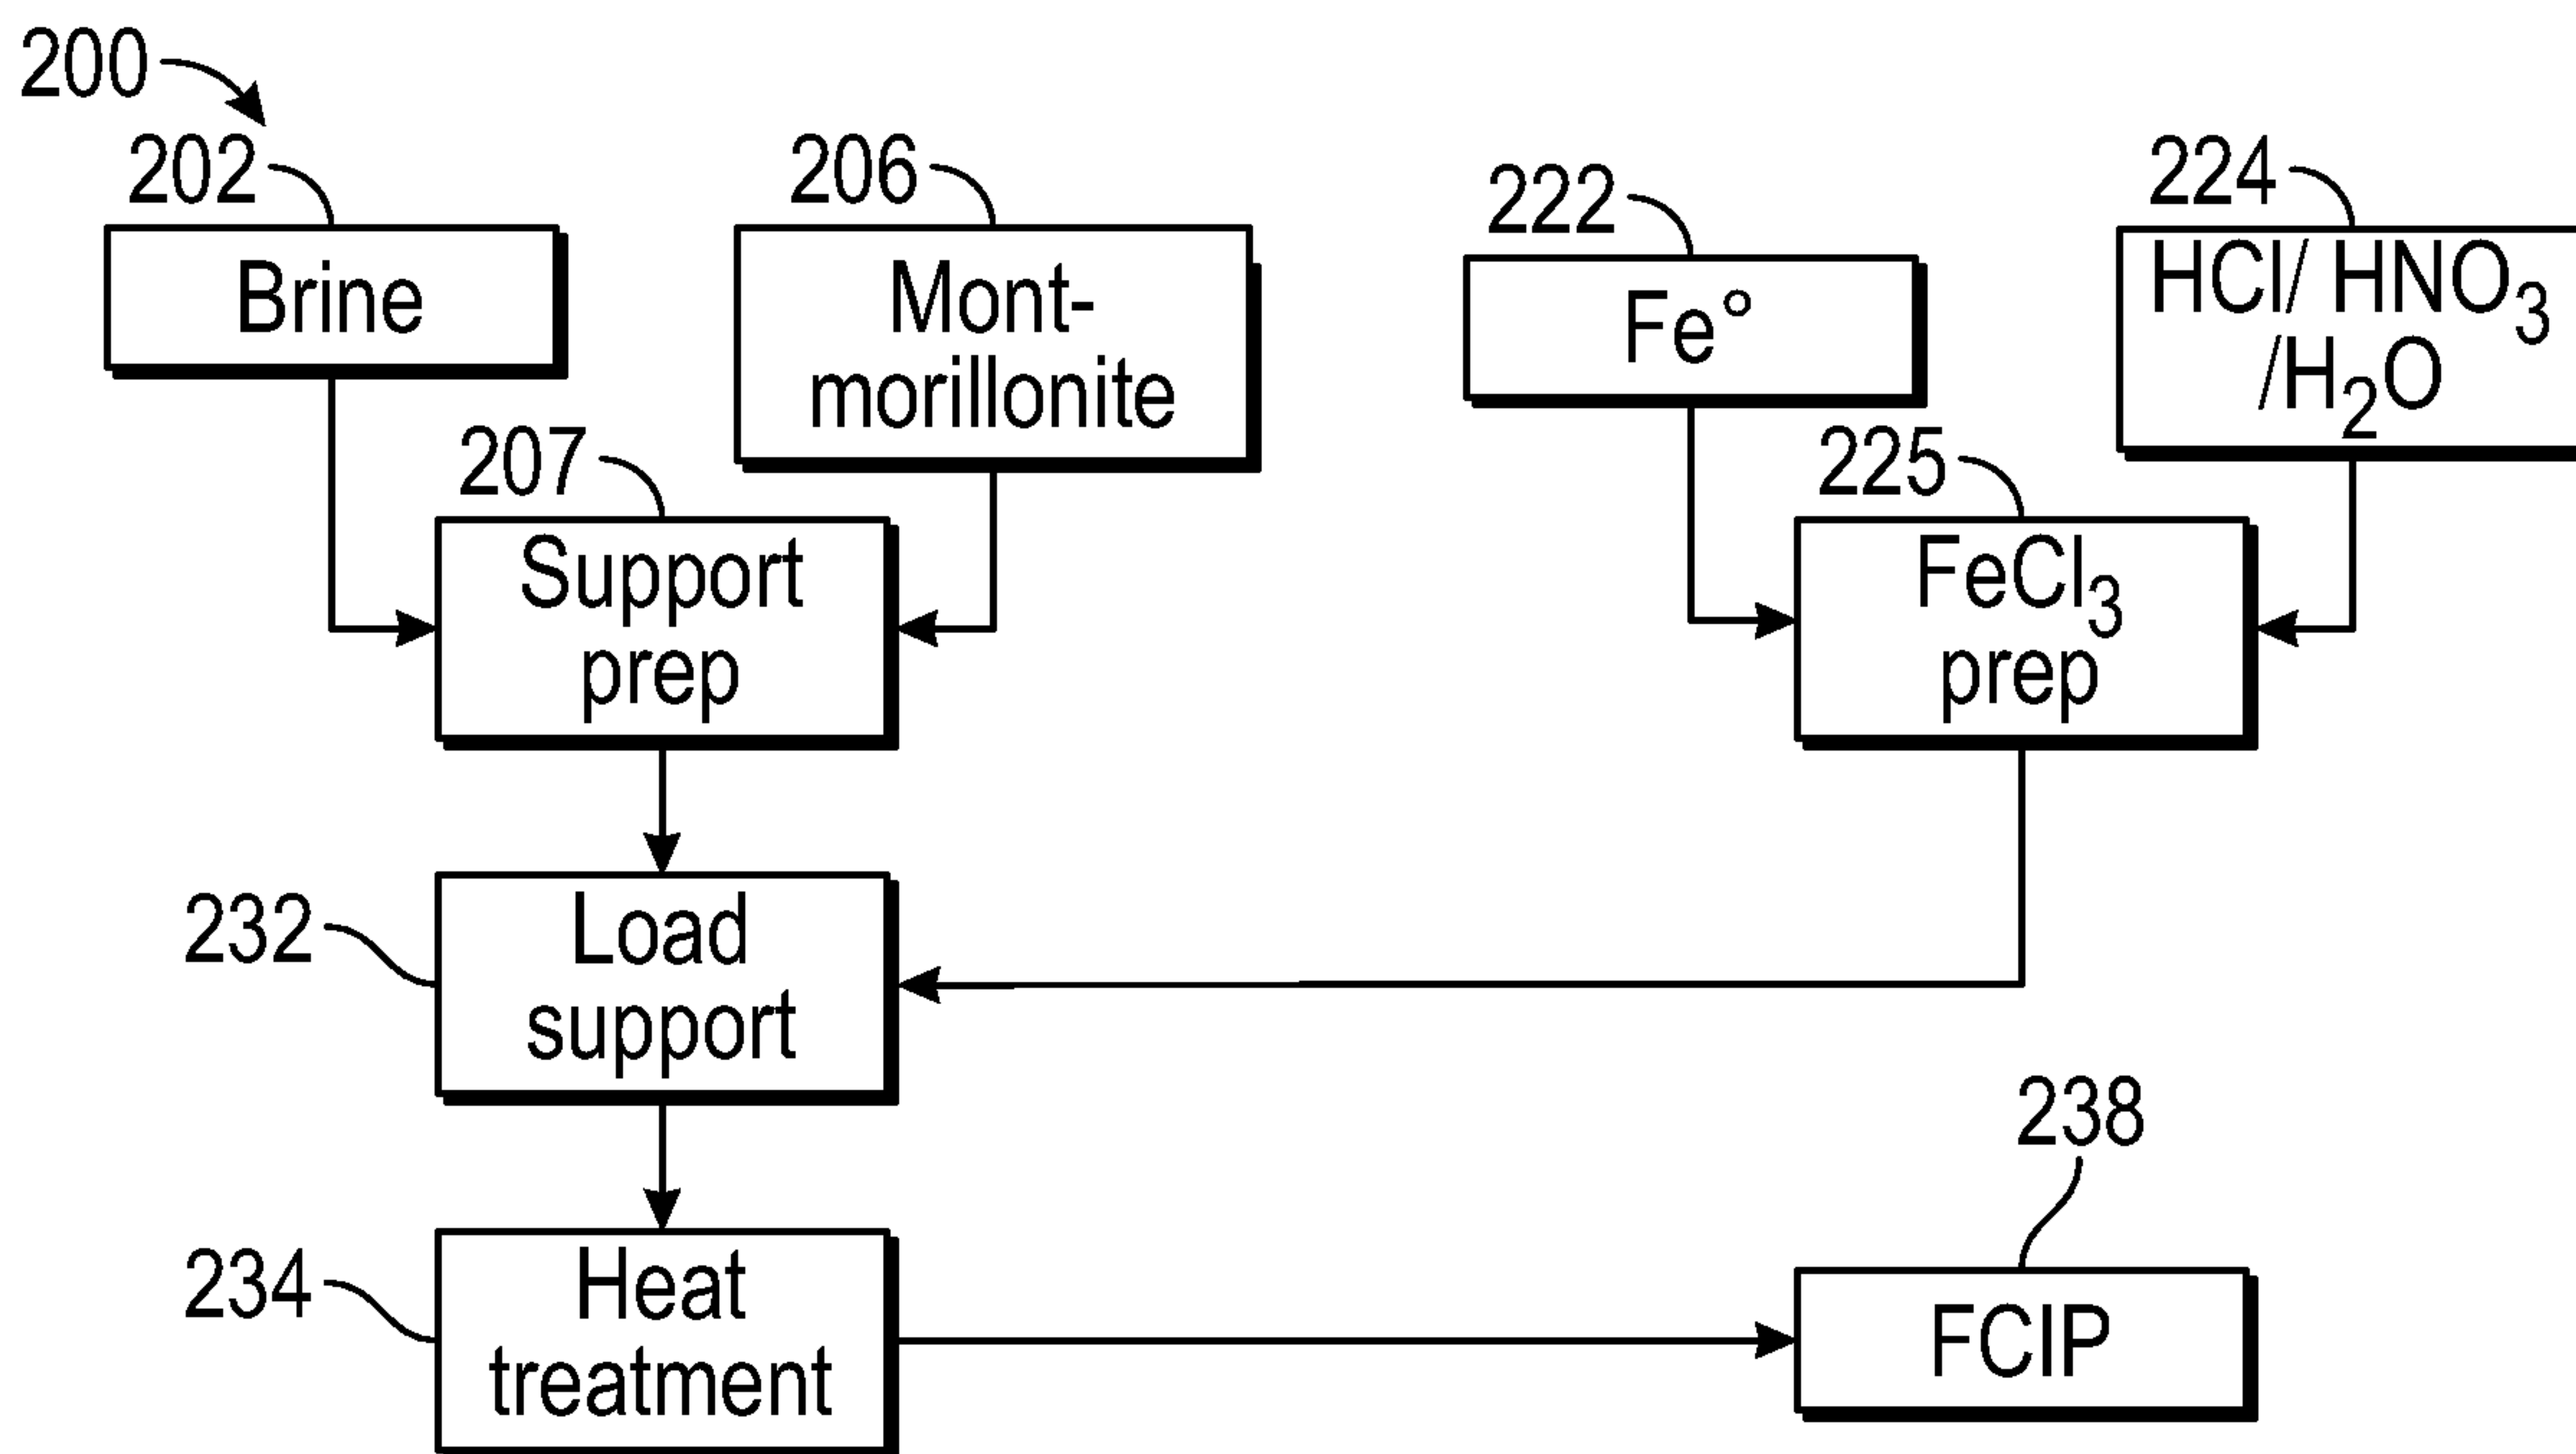 200
202
206
222
224
Brine
Mont-
morillonite
Fe°
HCl/ HNO₃
/H₂O
207
225
Support
prep
FeCl₃
prep
232
Load
support
238
234
Heat
treatment
FCIP